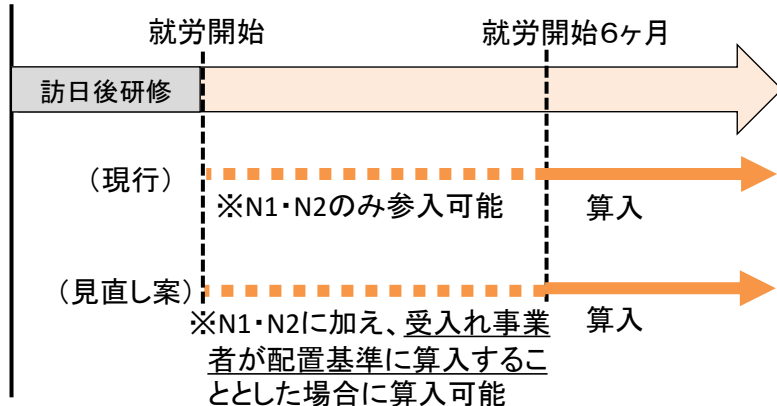 就労開始
就労開始6ヶ月
訪日後研修
（現行）
※N1・N2のみ参入可能
算入
（見直し案）
※N1・N2に加え、受入れ事業
者が配置基準に算入するこ
ととした場合に算入可能
算入